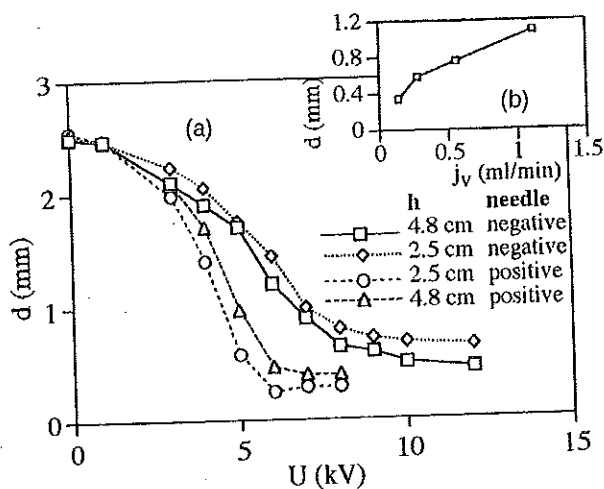 1.2
0.8
0.4
0
d (mm)
(b)
0
0.5
1
1.5
j_v (ml/min)
3
2
1
0
d (mm)
(a)
h needle
4.8 cm negative
2.5 cm negative
2.5 cm positive
4.8 cm positive
0
5
10
15
U (kV)